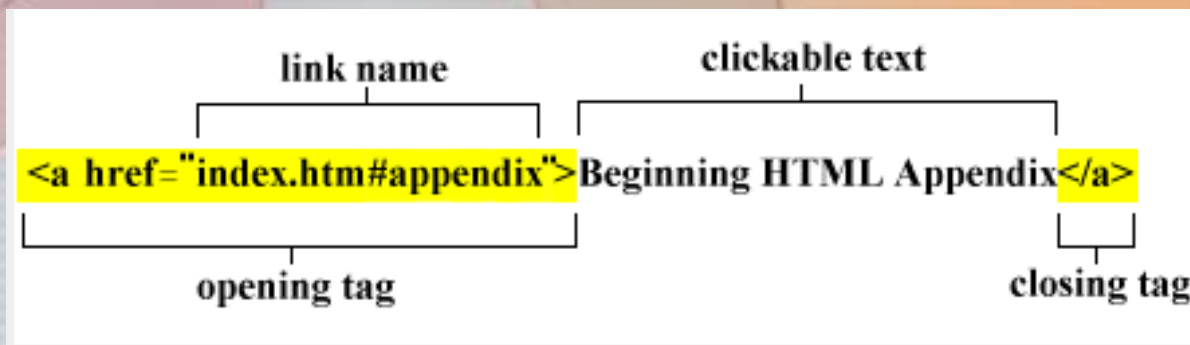 link name
clickable text
<a href="index.htm#appendix">Beginning HTML Appendix</a>
opening tag
closing tag